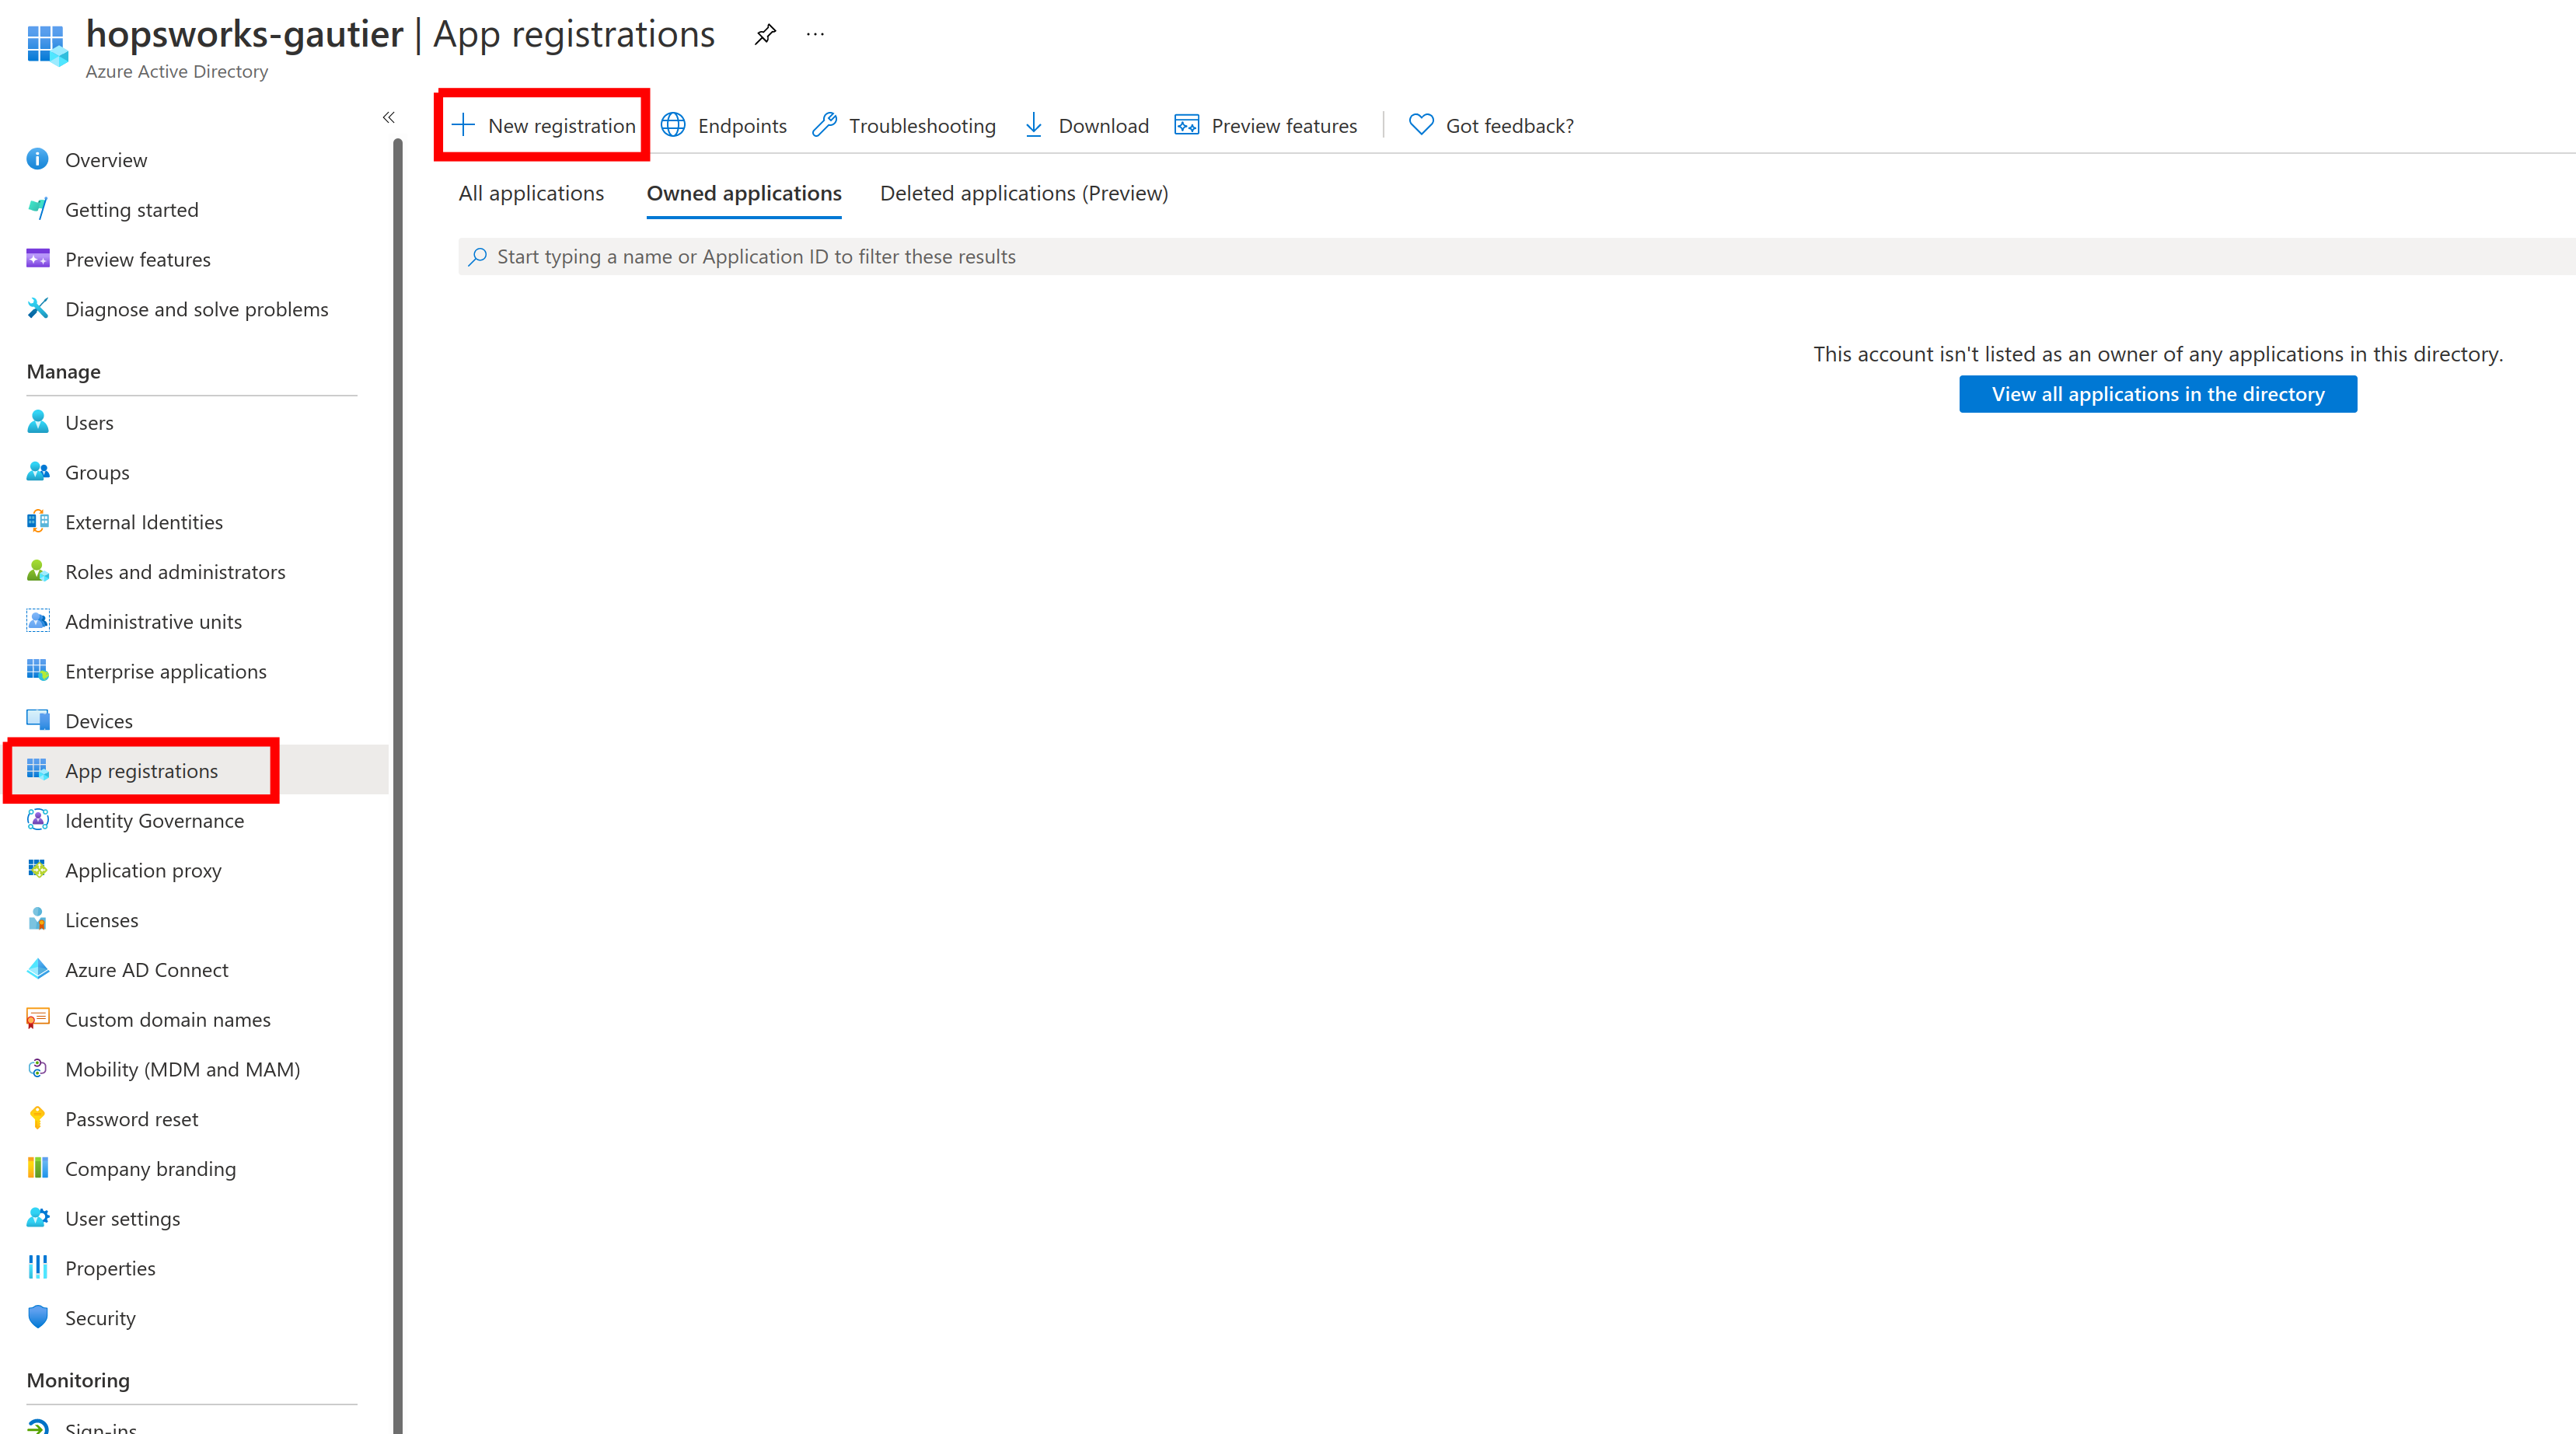 hopsworks-gautier | App registrations
Azure Active Directory
New registration
Endpoints
Troubleshooting
Download
Preview features
Got feedback?
Overview
Getting started
Preview features
Diagnose and solve problems
Manage
Users
Groups
External Identities
Roles and administrators
Administrative units
Enterprise applications
Devices
App registrations
Identity Governance
Application proxy
Licenses
Azure AD Connect
Custom domain names
Mobility (MDM and MAM)
Password reset
Company branding
User settings
Properties
Security
Monitoring
Sign-ins
All applications
Owned applications
Deleted applications (Preview)
Start typing a name or Application ID to filter these results
This account isn't listed as an owner of any applications in this directory.
View all applications in the directory